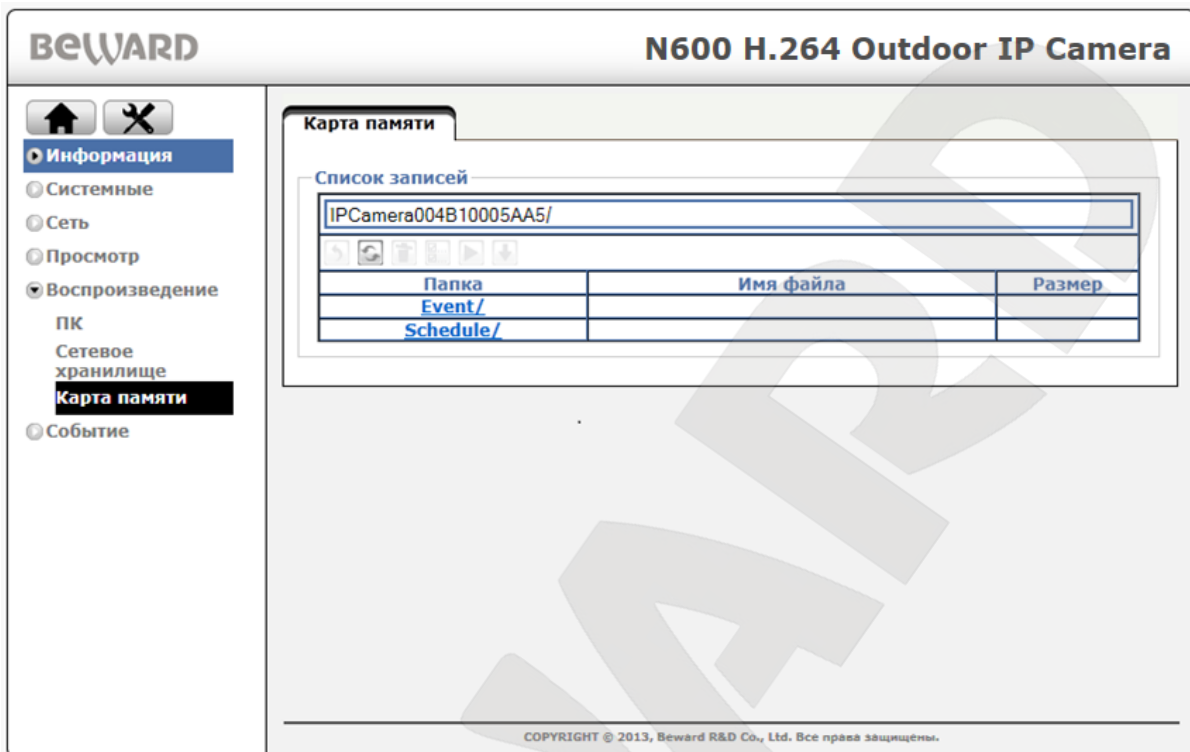 BEWARD
N600 H.264 Outdoor IP Camera
Информация
Системные
Сеть
Просмотр
Воспроизведение
ПК
Сетевое
хранилище
Карта памяти
Событие
Карта памяти
Список записей
IPCamera004B10005AA5/
Папка Имя файла Размер
Event/
Schedule/
COPYRIGHT © 2013, Beward R&D Co., Ltd. Все права защищены.